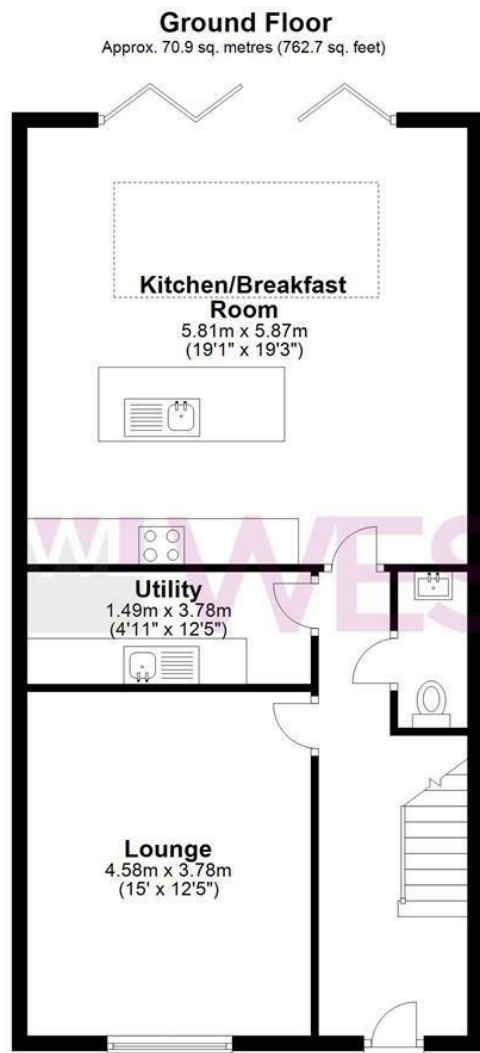 Ground Floor
Approx. 70.9 sq. metres (762.7 sq. feet)
Kitchen/Breakfast
Room
5.81m x 5.87m
(19'1" x 19'3")
WES
Utility
1.49m x 3.78m
(4'11" x 12'5")
Lounge
4.58m x 3.78m
(15' x 12'5")